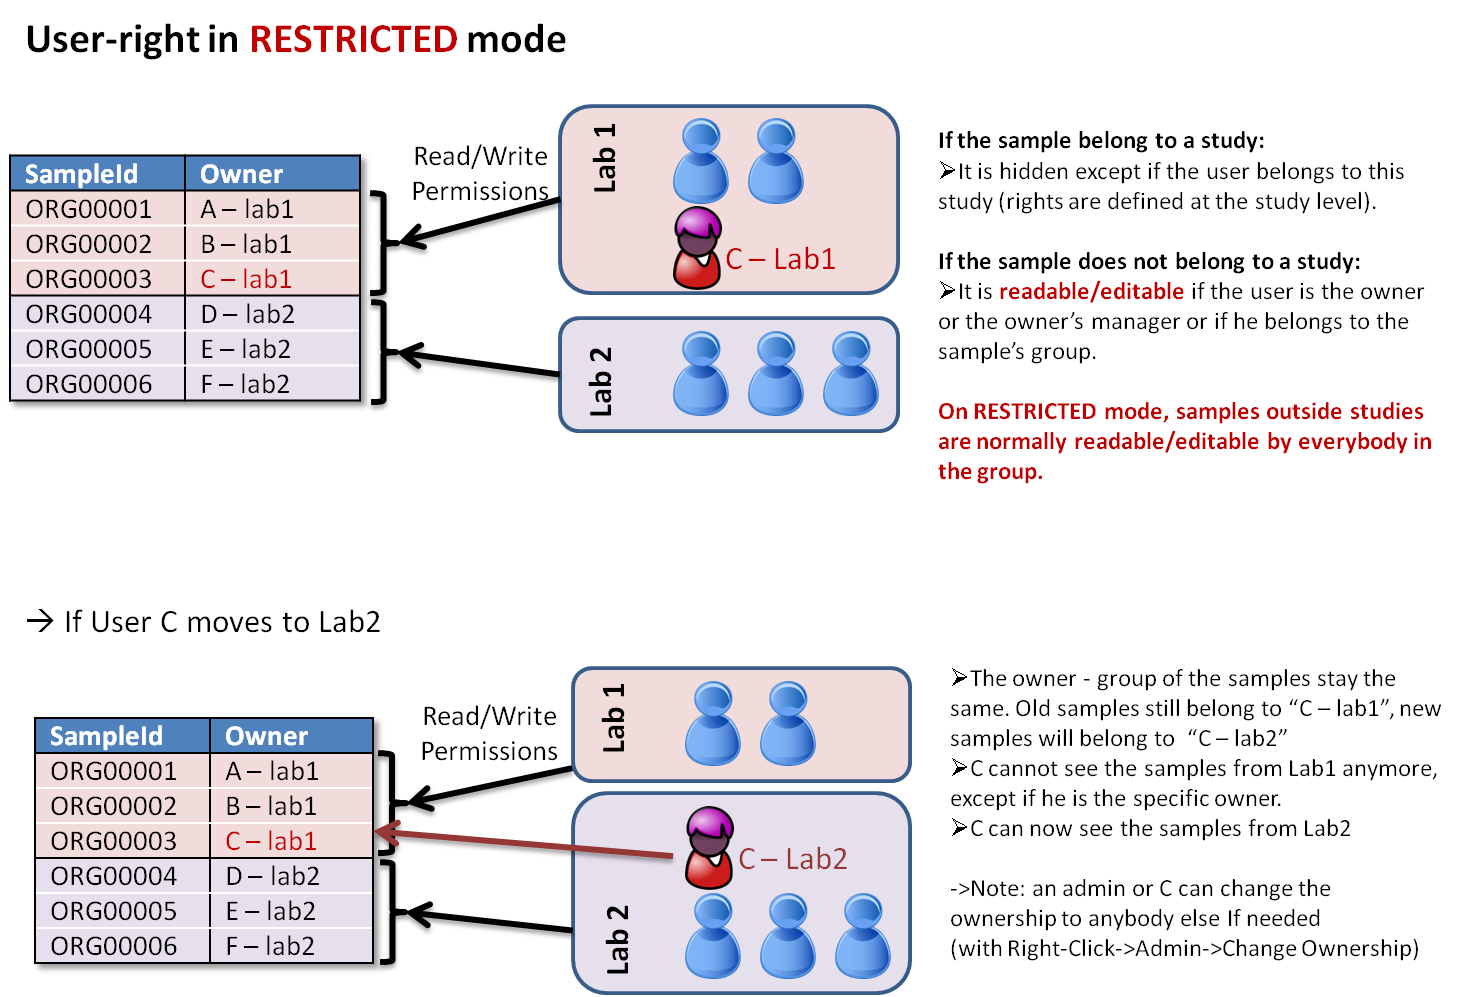 User-right in RESTRICTED mode
SampleId Owner
ORG00001 A – lab1
ORG00002 B – lab1
ORG00003 C – lab1
ORG00004 D – lab2
ORG00005 E – lab2
ORG00006 F – lab2
Read/Write
Permissions
Lab 1
C – Lab1
Lab 2
If the sample belong to a study:
➢It is hidden except if the user belongs to this
study (rights are defined at the study level).
If the sample does not belong to a study:
➢It is readable/editable if the user is the owner
or the owner’s manager or if he belongs to the
sample’s group.
On RESTRICTED mode, samples outside studies
are normally readable/editable by everybody in
the group.
→ If User C moves to Lab2
SampleId Owner
ORG00001 A – lab1
ORG00002 B – lab1
ORG00003 C – lab1
ORG00004 D – lab2
ORG00005 E – lab2
ORG00006 F – lab2
Read/Write
Permissions
Lab 1
C – Lab2
Lab 2
➢The owner - group of the samples stay the
same. Old samples still belong to “C – lab1”, new
samples will belong to “C – lab2”
➢C cannot see the samples from Lab1 anymore,
except if he is the specific owner.
➢C can now see the samples from Lab2
->Note: an admin or C can change the
ownership to anybody else If needed
(with Right-Click->Admin->Change Ownership)